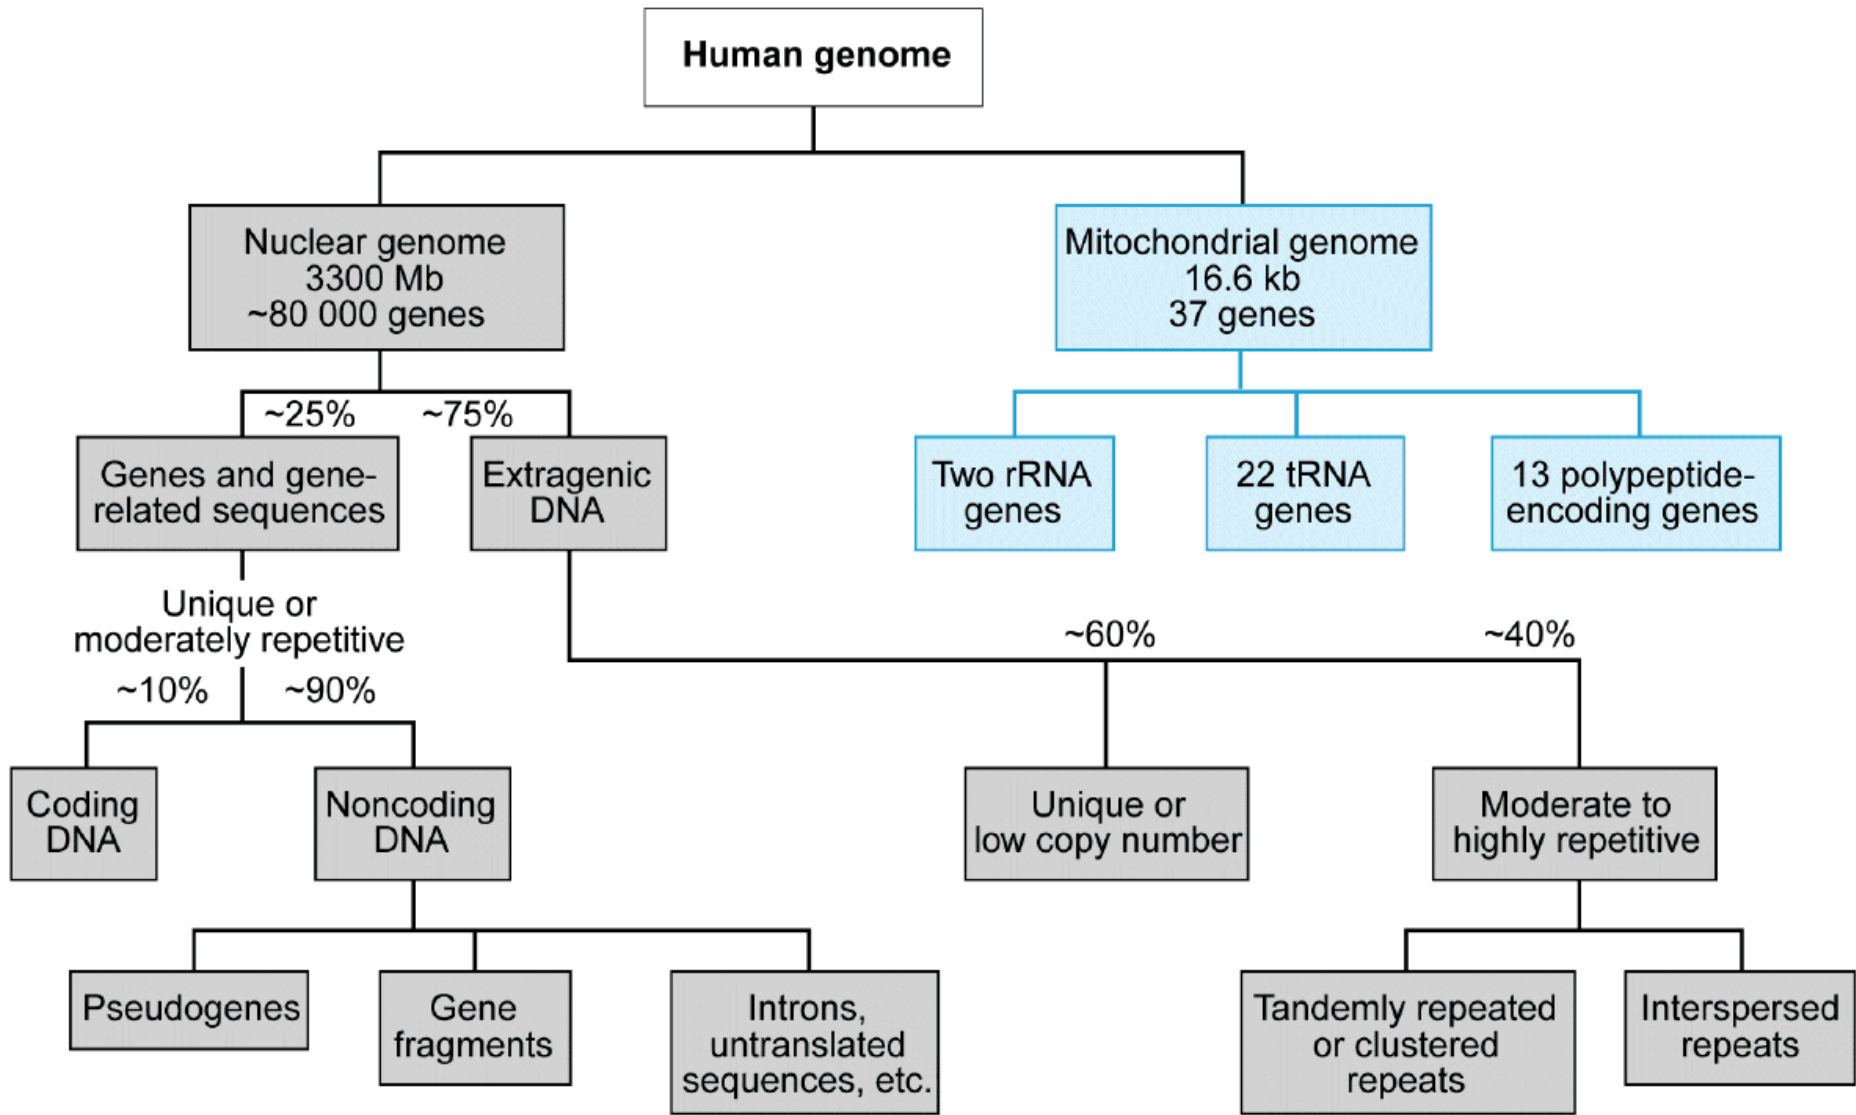 Human genome
Nuclear genome
3300 Mb
~80 000 genes
Mitochondrial genome
16.6 kb
37 genes
~25%
~75%
Genes and gene-
related sequences
Extragenic
DNA
Two rRNA
genes
22 tRNA
genes
13 polypeptide-
encoding genes
Unique or
moderately repetitive
~10%
~90%
~60%
~40%
Coding
DNA
Noncoding
DNA
Unique or
low copy number
Moderate to
highly repetitive
Pseudogenes
Gene
fragments
Introns,
untranslated
sequences, etc.
Tandemly repeated
or clustered
repeats
Interspersed
repeats